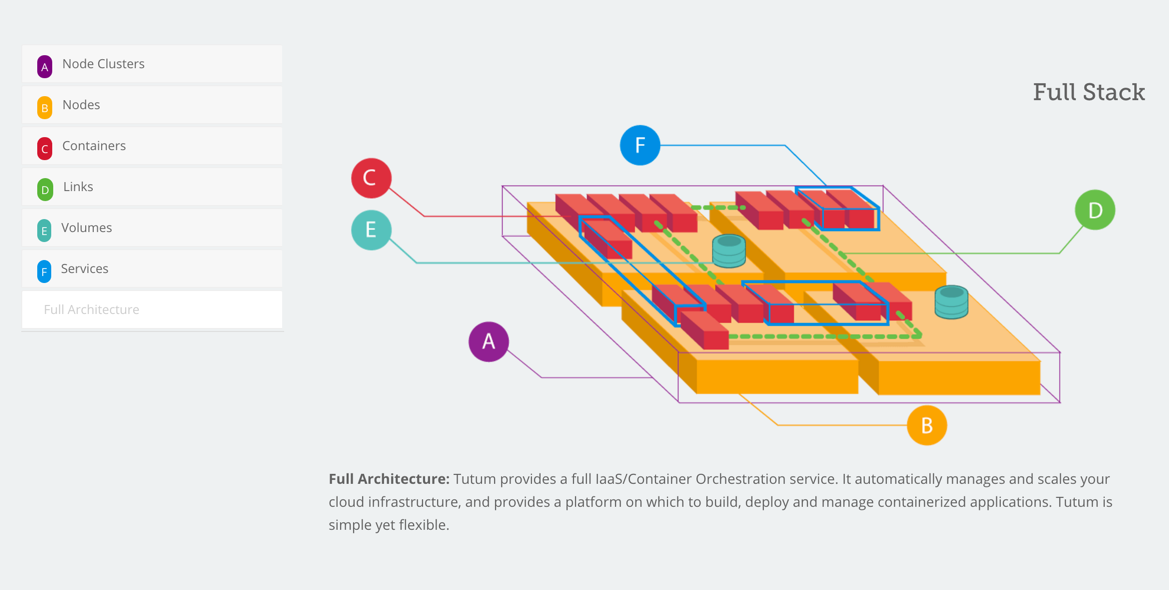 A Node Clusters
B Nodes
C Containers
D Links
E Volumes
F Services
Full Architecture
Full Stack
F
C
E
D
A
B
Full Architecture: Tutum provides a full IaaS/Container Orchestration service. It automatically manages and scales your
cloud infrastructure, and provides a platform on which to build, deploy and manage containerized applications. Tutum is
simple yet flexible.